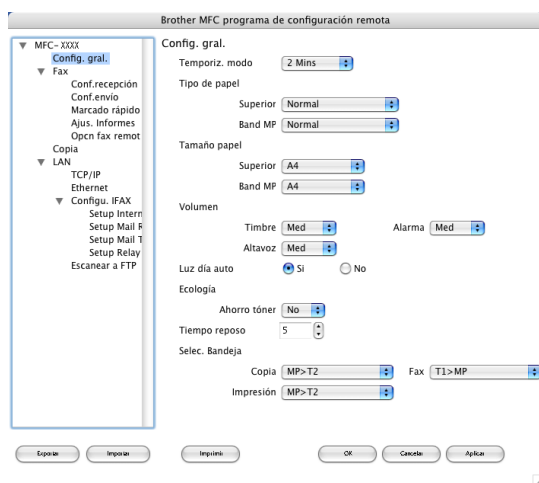 Brother MFC programa de configuración remota
MFC-XXXX
Config. gral.
Fax
Conf.recepción
Conf.envío
Marcado rápido
Ajus. Informes
Opcn fax remot
Copia
LAN
TCP/IP
Ethernet
Configu. IFAX
Setup Intern
Setup Mail R
Setup Mail T
Setup Relay
Escanear a FTP
Config. gral.
Temporiz. modo 2 Mins
Tipo de papel
Superior Normal
Band MP Normal
Tamaño papel
Superior A4
Band MP A4
Volumen
Timbre Med Alarma Med
Altavoz Med
Luz día auto Si No
Ecología
Ahorro tóner No
Tiempo reposo 5
Selec. Bandeja
Copia MP>T2 Fax T1>MP
Impresión MP>T2
Exportar Importar Imprimir OK Cancelar Aplicar